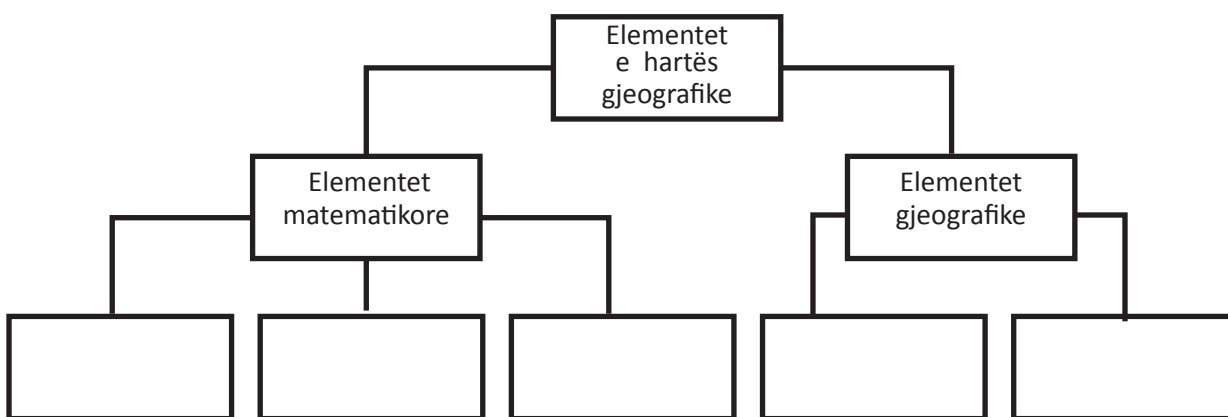 Elementet
e hartës
gjeografike
Elementet
matematikore
Elementet
gjeografike